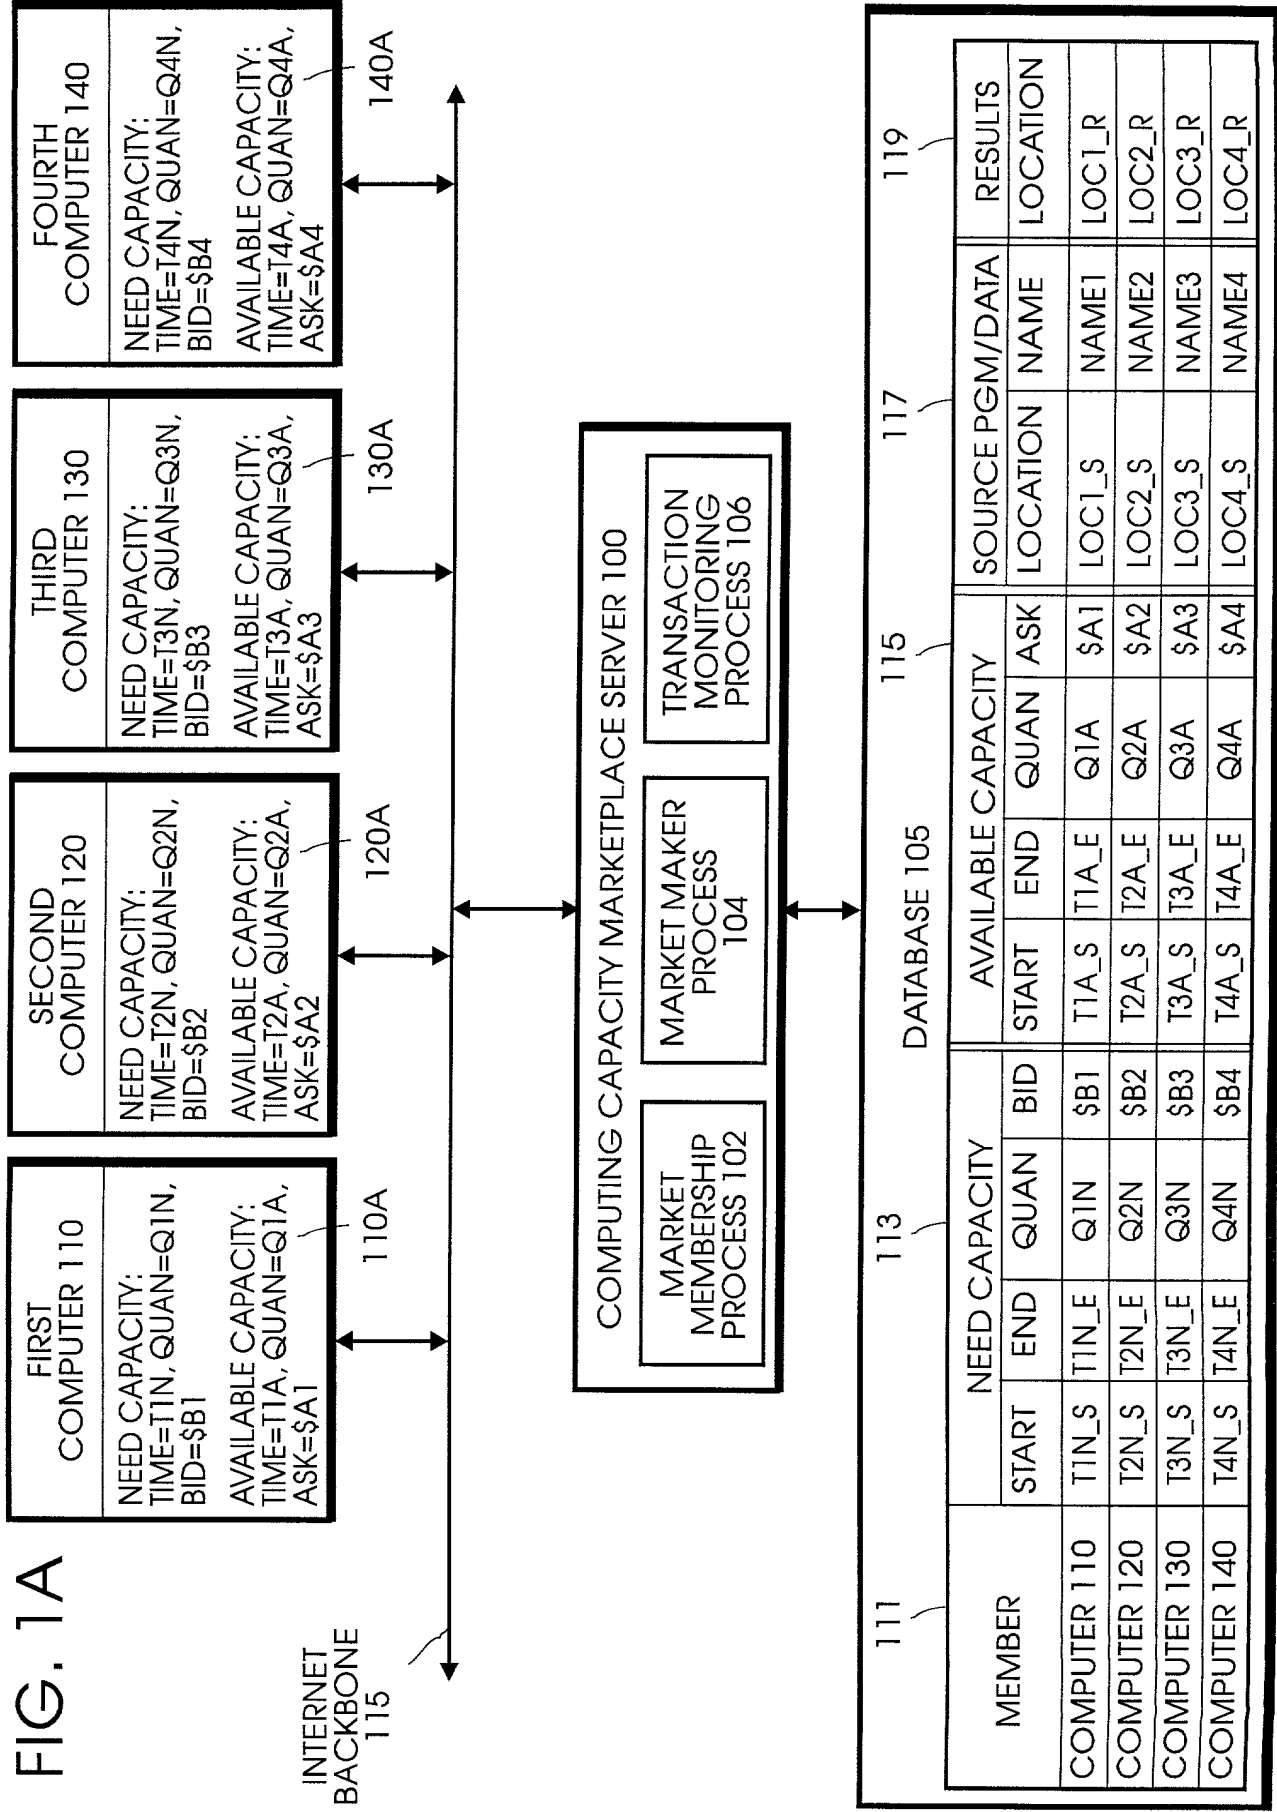 FIG. 1A
FIRST
COMPUTER 110
NEED CAPACITY:
TIME=T1N, QUAN=Q1N,
BID=$B1
AVAILABLE CAPACITY:
TIME=T1A, QUAN=Q1A,
ASK=$A1
110A
SECOND
COMPUTER 120
NEED CAPACITY:
TIME=T2N, QUAN=Q2N,
BID=$B2
AVAILABLE CAPACITY:
TIME=T2A, QUAN=Q2A,
ASK=$A2
120A
THIRD
COMPUTER 130
NEED CAPACITY:
TIME=T3N, QUAN=Q3N,
BID=$B3
AVAILABLE CAPACITY:
TIME=T3A, QUAN=Q3A,
ASK=$A3
130A
FOURTH
COMPUTER 140
NEED CAPACITY:
TIME=T4N, QUAN=Q4N,
BID=$B4
AVAILABLE CAPACITY:
TIME=T4A, QUAN=Q4A,
ASK=$A4
140A
INTERNET
BACKBONE
115
COMPUTING CAPACITY MARKETPLACE SERVER 100
MARKET
MEMBERSHIP
PROCESS 102
MARKET MAKER
PROCESS
104
TRANSACTION
MONITORING
PROCESS 106
DATABASE 105
111 113 115 117 119
MEMBER NEED CAPACITY AVAILABLE CAPACITY SOURCE PGM/DATA RESULTS
START END QUAN BID START END QUAN ASK LOCATION NAME LOCATION
COMPUTER 110 T1N_S T1N_E Q1N $B1 T1A_S T1A_E Q1A $A1 LOC1_S NAME1 LOC1_R
COMPUTER 120 T2N_S T2N_E Q2N $B2 T2A_S T2A_E Q2A $A2 LOC2_S NAME2 LOC2_R
COMPUTER 130 T3N_S T3N_E Q3N $B3 T3A_S T3A_E Q3A $A3 LOC3_S NAME3 LOC3_R
COMPUTER 140 T4N_S T4N_E Q4N $B4 T4A_S T4A_E Q4A $A4 LOC4_S NAME4 LOC4_R